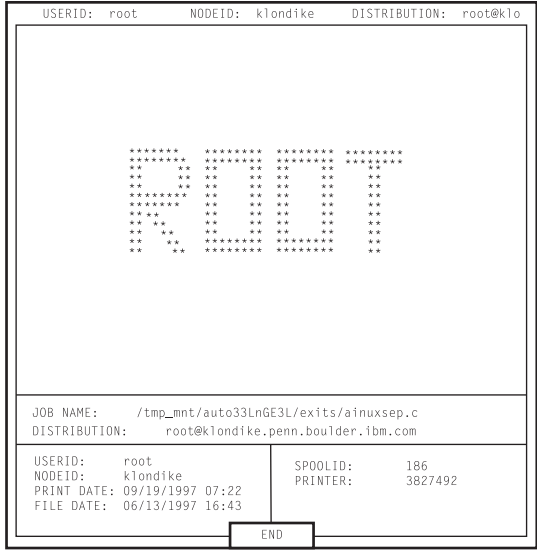 USERID: root NODEID: klondike DISTRIBUTION: root@klo
ROOT
JOB NAME: /tmp_mnt/auto33LnGE3L/exits/ainuxsep.c
DISTRIBUTION: root@klondike.penn.boulder.ibm.com
USERID: root
NODEID: klondike
PRINT DATE: 09/19/1997 07:22
FILE DATE: 06/13/1997 16:43
SPOOLID: 186
PRINTER: 3827492
END